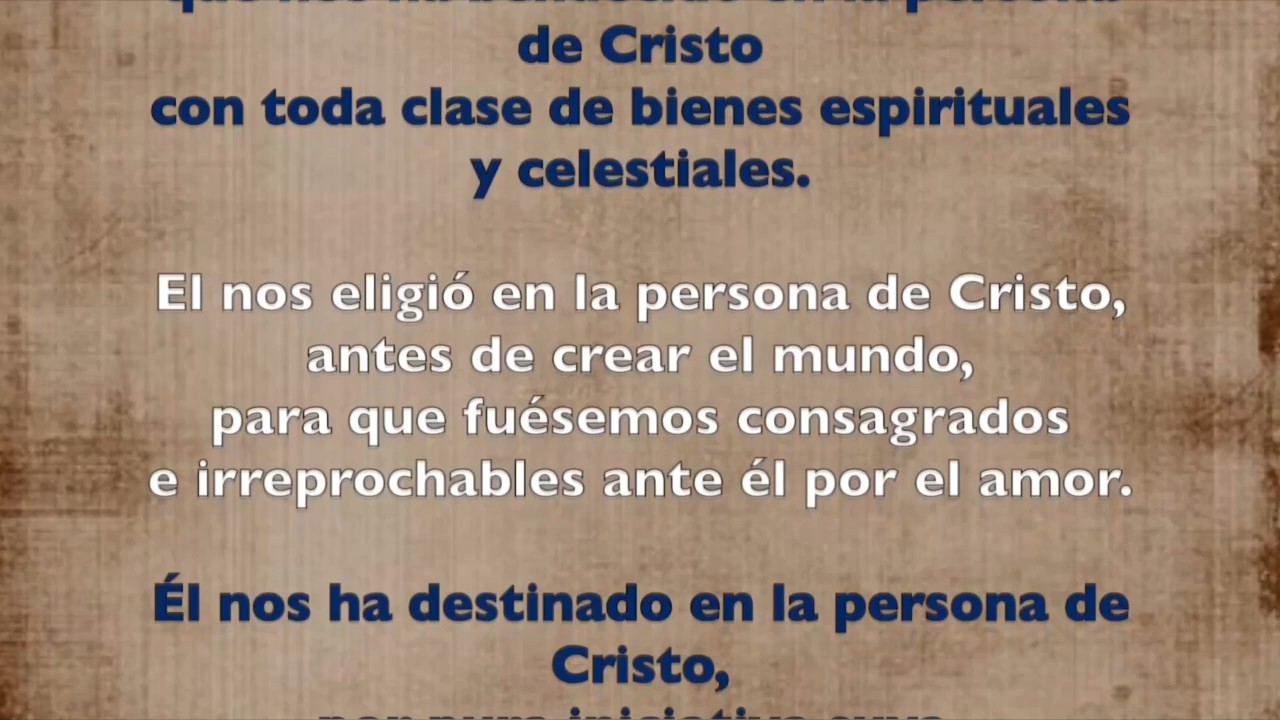 de Cristo
con toda clase de bienes espirituales
y celestiales.
El nos eligió en la persona de Cristo,
antes de crear el mundo,
para que fuésemos consagrados
e irreprochables ante él por el amor.
Él nos ha destinado en la persona de
Cristo,